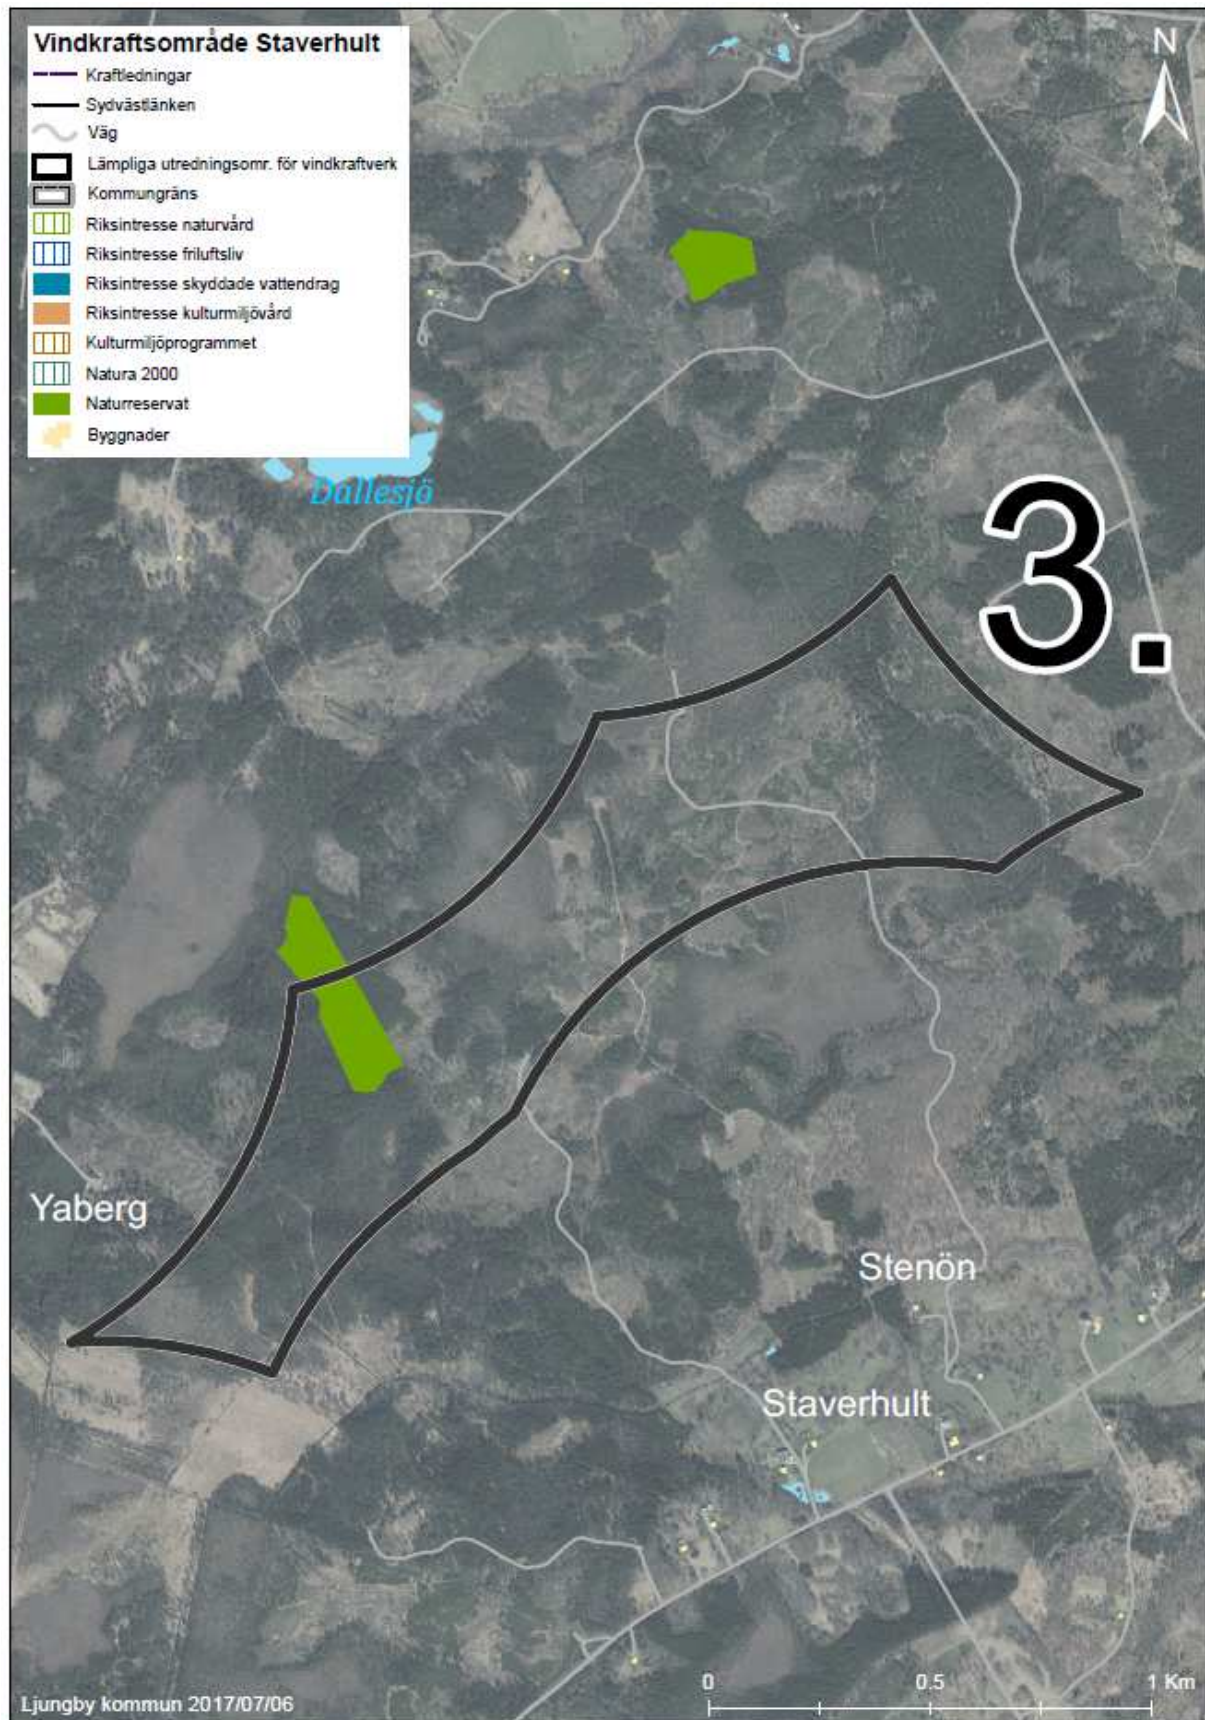 Vindkraftsområde Staverhult
Kraftledningar
Sydvästlänken
Väg
Lämpliga utredningsomr. för vindkraftverk
Kommungräns
Riksintresse naturvård
Riksintresse friluftsliv
Riksintresse skyddade vattendrag
Riksintresse kulturmiljövård
Kulturmiljöprogrammet
Natura 2000
Naturreservat
Byggnader
N
Dallesjö
3.
Yaberg
Stenön
Staverhult
0 0.5 1 Km
Ljungby kommun 2017/07/06